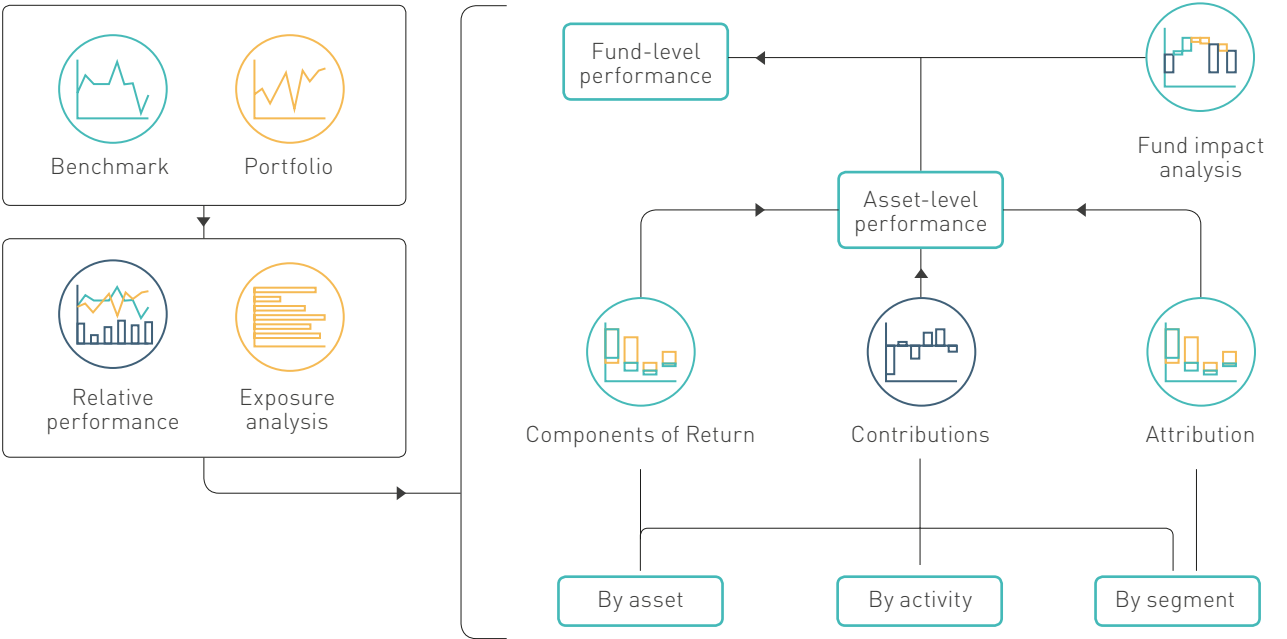 Benchmark
Portfolio
Relative
performance
Exposure
analysis
Fund-level
performance
Fund impact
analysis
Asset-level
performance
Components of Return
Contributions
Attribution
By asset
By activity
By segment